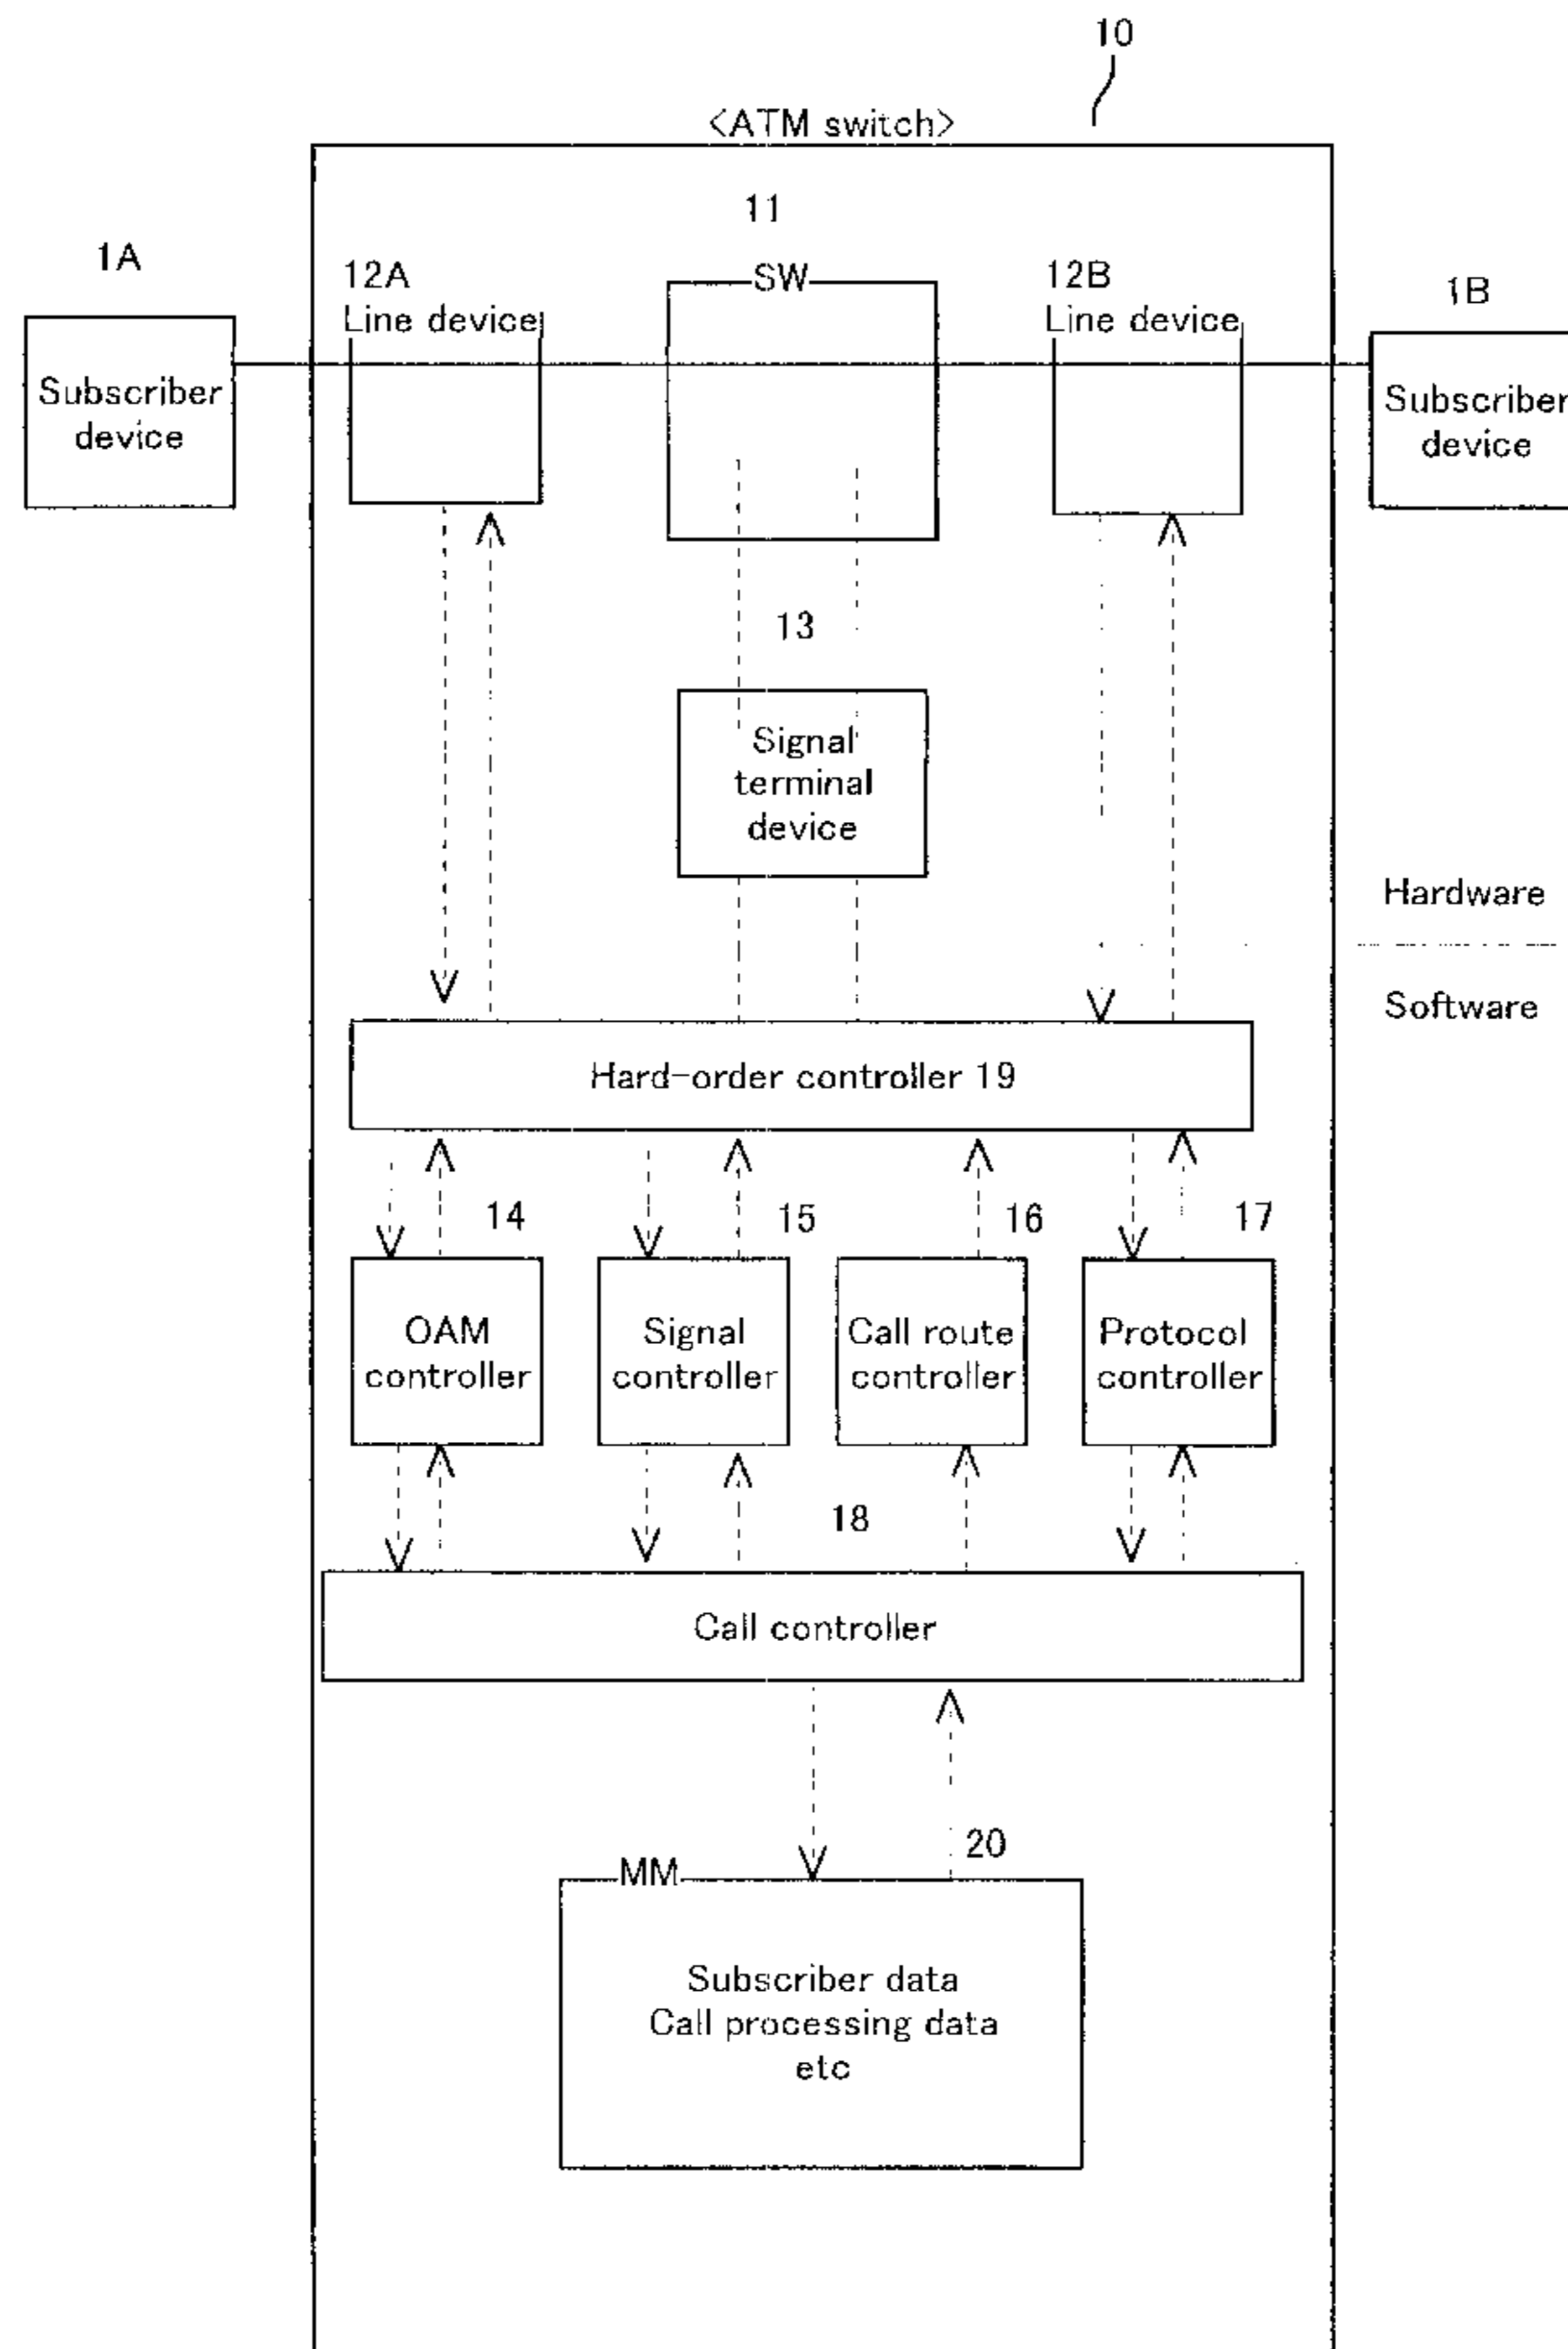 10
<ATM switch>
11
1A
12A
Line device
SW
12B
Line device
1B
Subscriber
device
Subscriber
device
13
Signal
terminal
device
Hardware
Software
Hard-order controller 19
14
15
16
17
OAM
controller
Signal
controller
Call route
controller
Protocol
controller
18
Call controller
20
MM
Subscriber data
Call processing data
etc